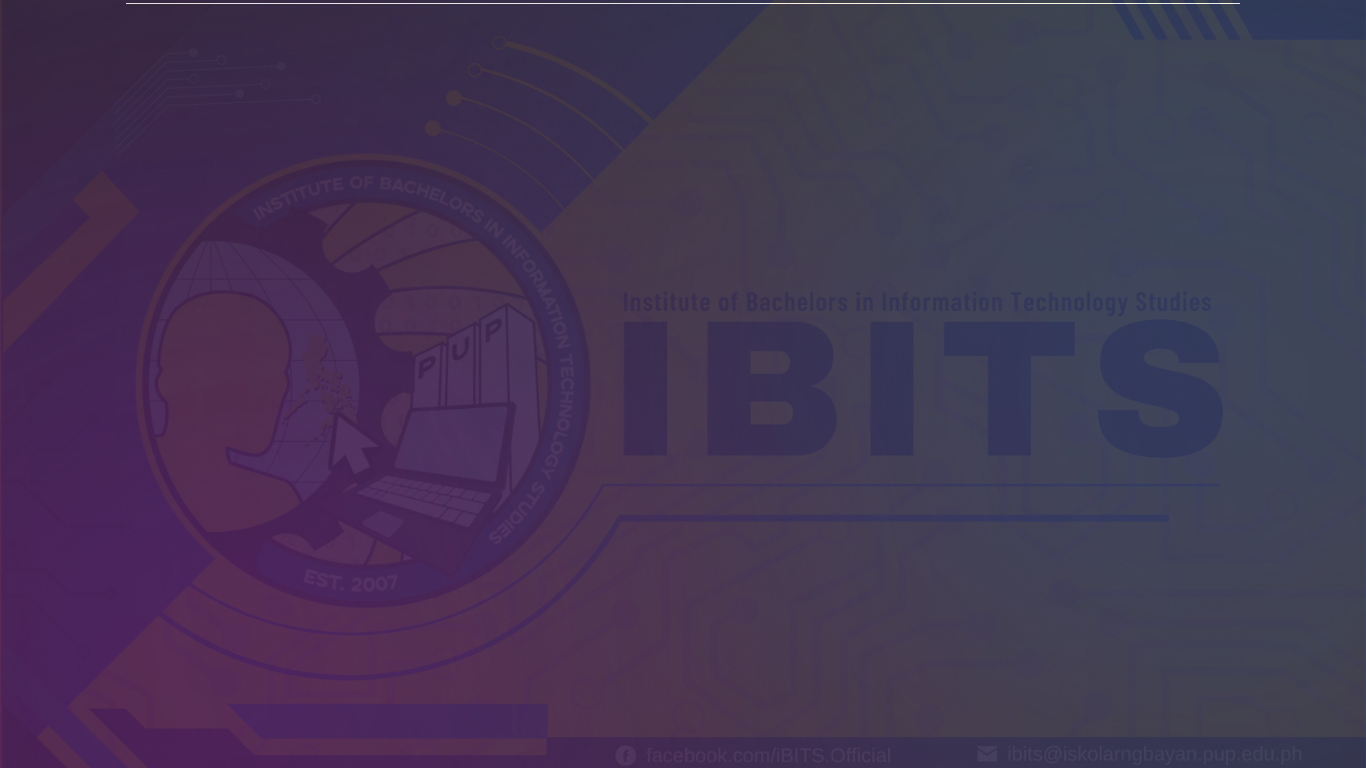 INSTITUTE OF BACHELORS IN INFORMATION TECHNOLOGY STUDIES
PUP
EST. 2007
Institute of Bachelors in Information Technology Studies
IBITS
facebook.com/iBITS.Official
ibits@iskolarngbayan.pup.edu.ph